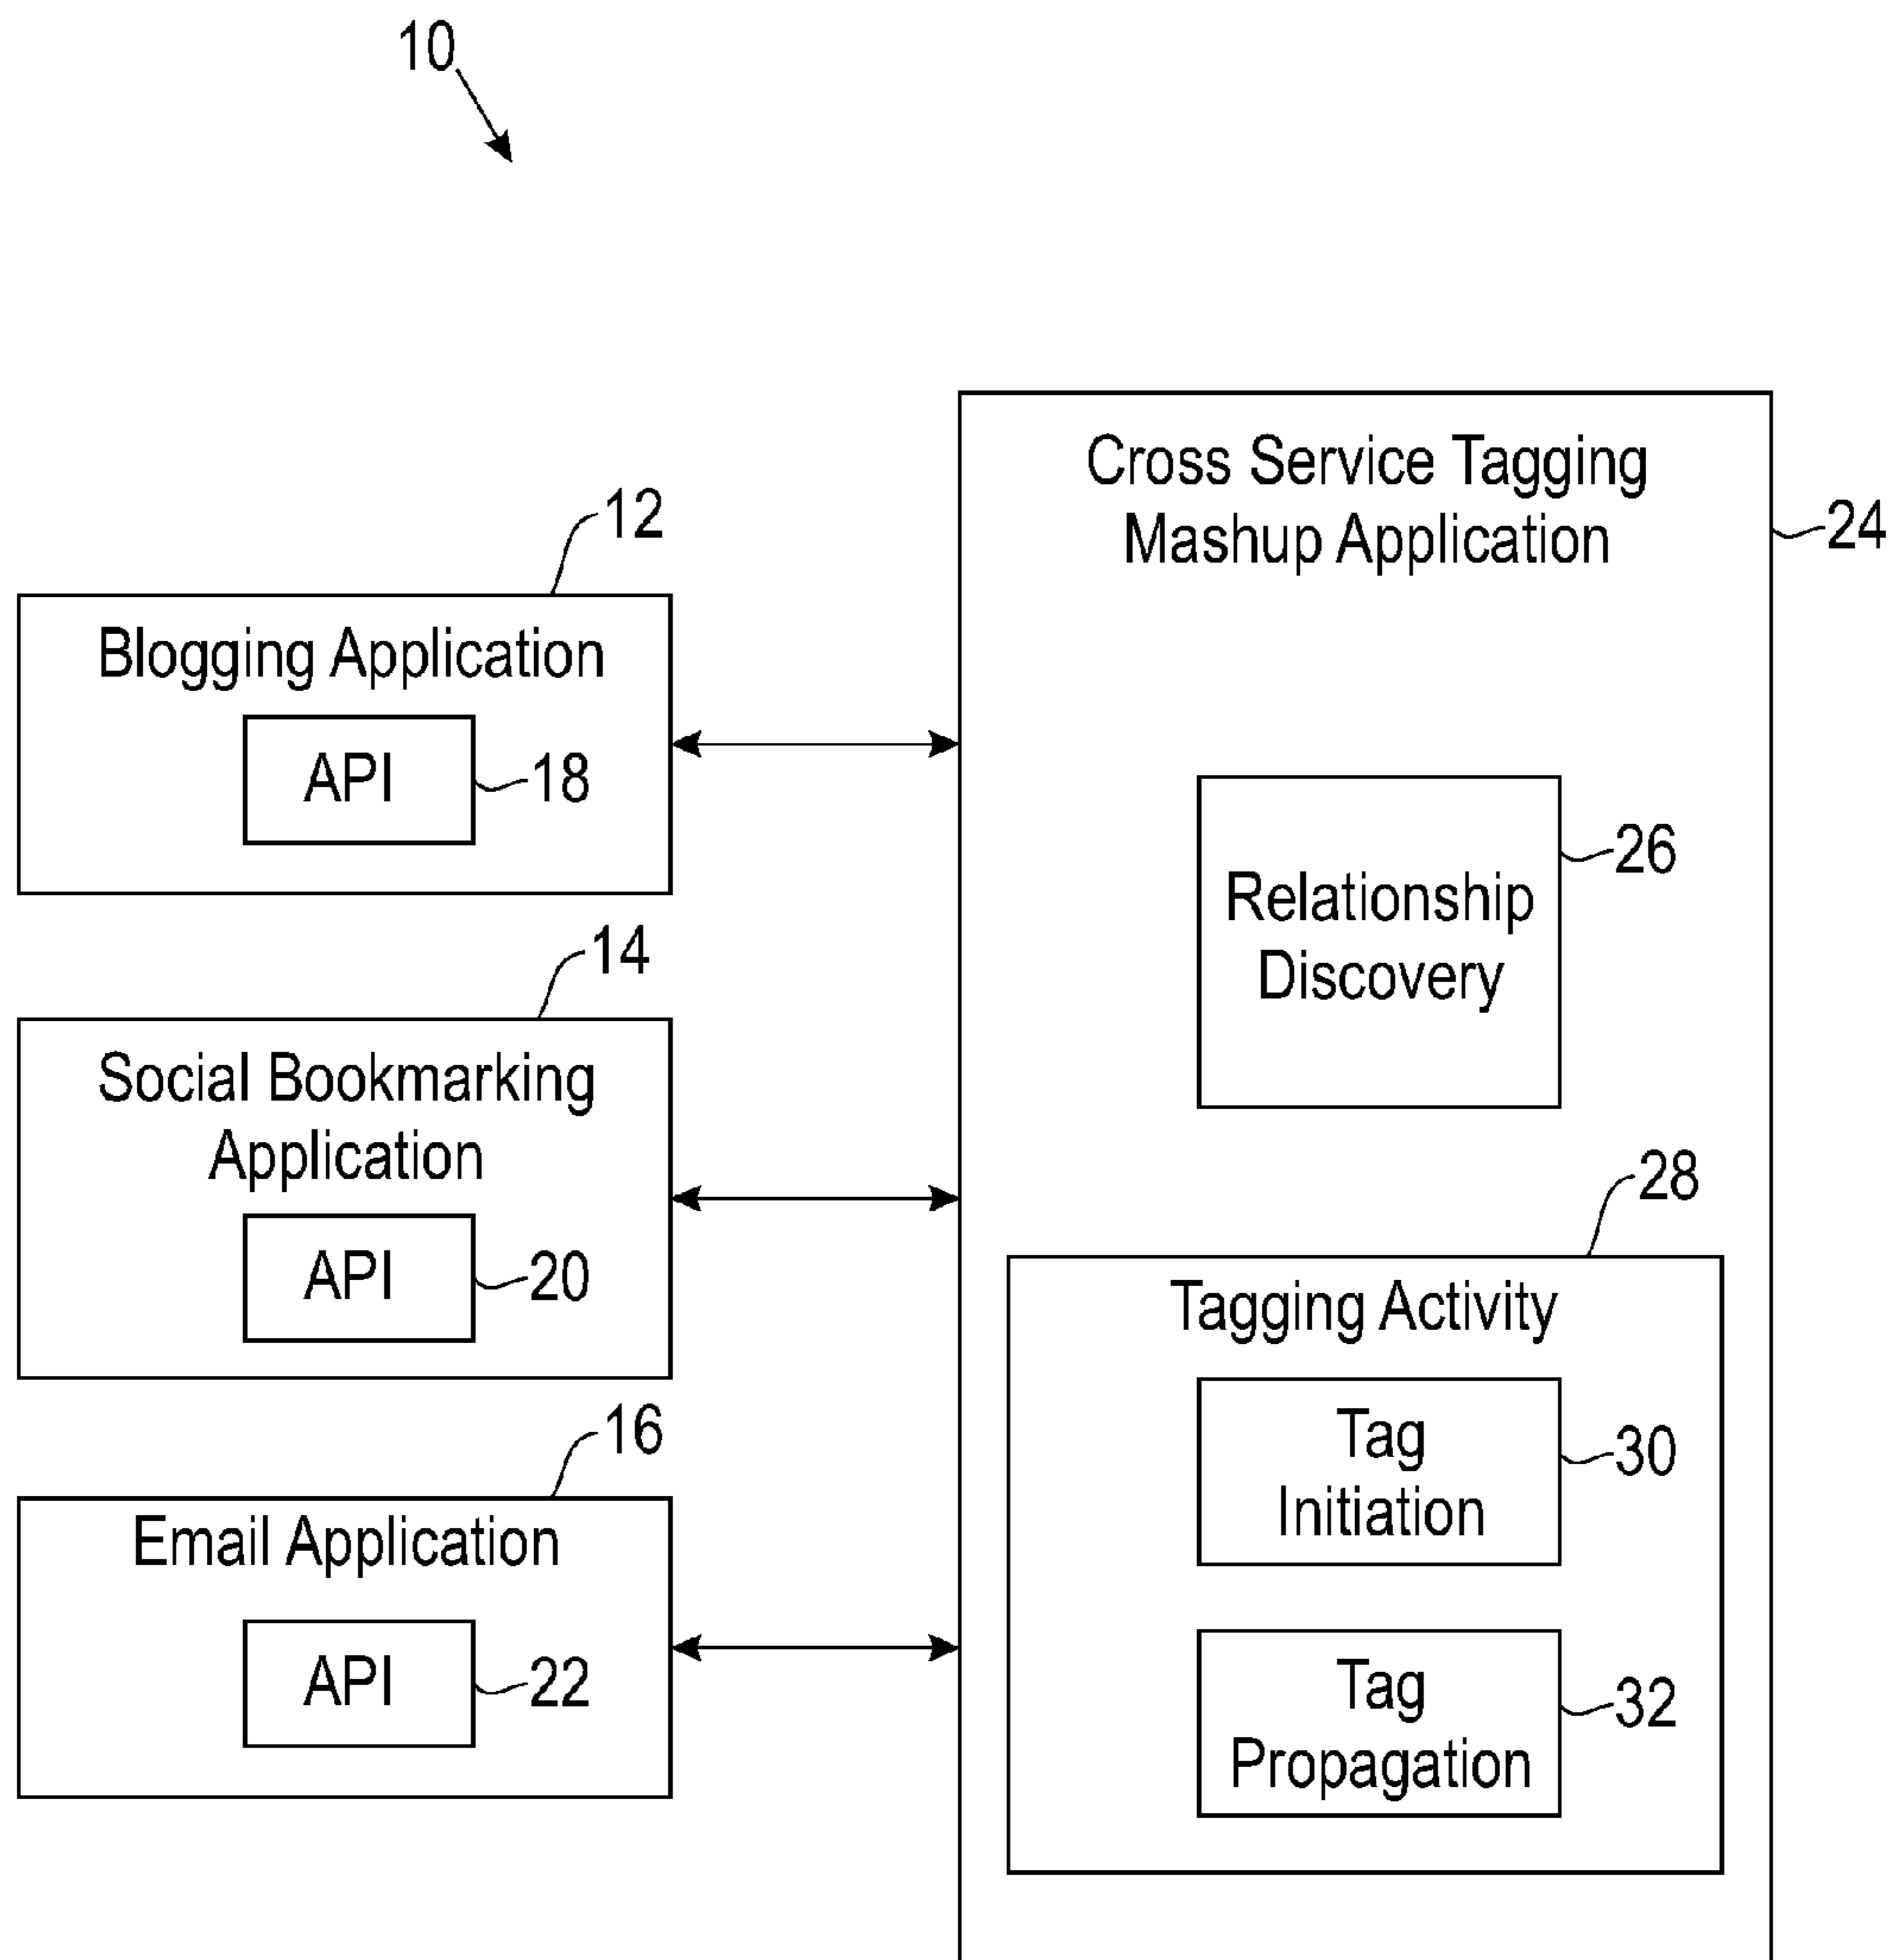 10
12
Blogging Application
API
18
14
Social Bookmarking
Application
API
20
16
Email Application
API
22
Cross Service Tagging
Mashup Application
24
Relationship
Discovery
26
28
Tagging Activity
Tag
Initiation
30
Tag
Propagation
32